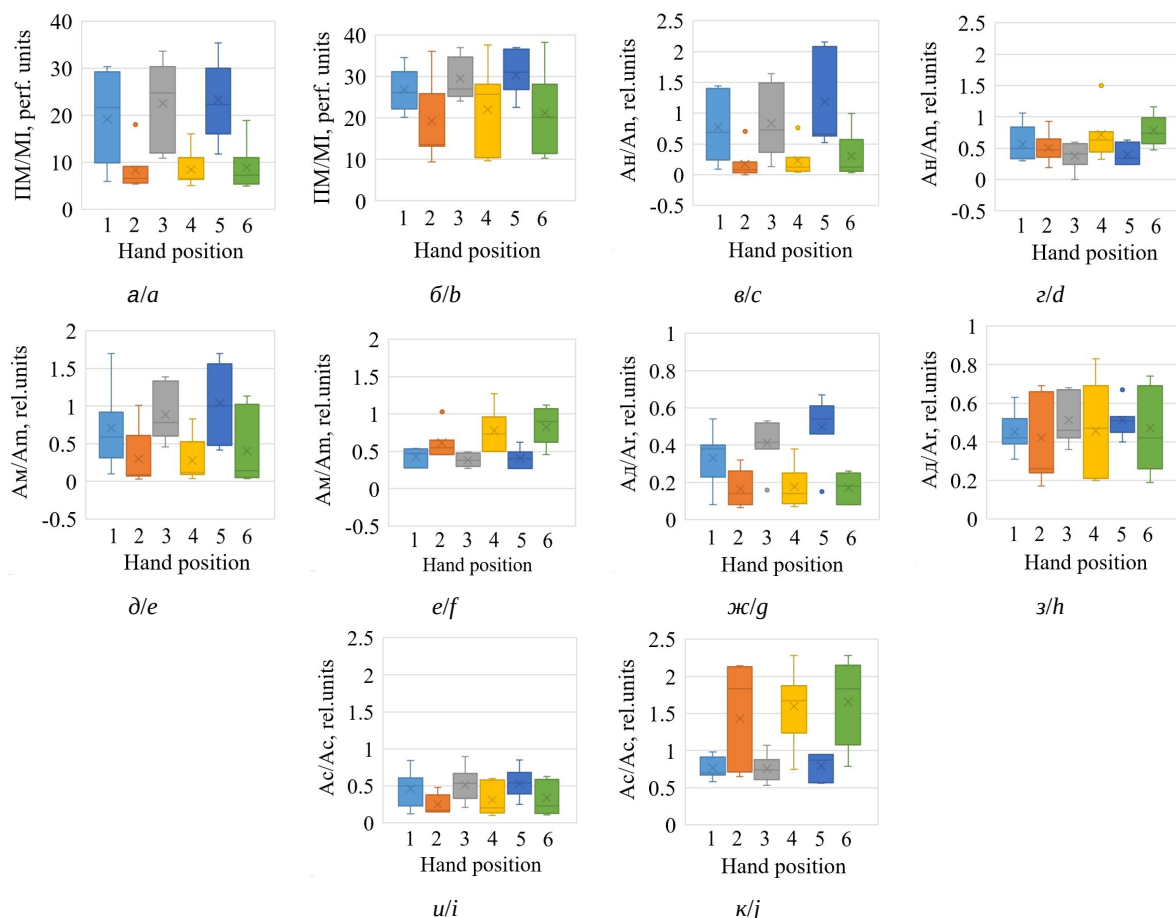 ПМ/MI, perf. units
40
30
20
10
0
1 2 3 4 5 6
Hand position
а/a
ПМ/MI, perf. units
40
30
20
10
0
1 2 3 4 5 6
Hand position
б/b
Ан/An, rel.units
2.5
2
1.5
1
0.5
0
-0.5
1 2 3 4 5 6
Hand position
в/c
Ан/An, rel.units
2.5
2
1.5
1
0.5
0
-0.5
1 2 3 4 5 6
Hand position
г/d
Ам/Am, rel.units
2
1.5
1
0.5
0
-0.5
1 2 3 4 5 6
Hand position
д/e
Ам/Am, rel.units
2
1.5
1
0.5
0
-0.5
1 2 3 4 5 6
Hand position
е/f
Ад/Ar, rel.units
1
0.8
0.6
0.4
0.2
0
1 2 3 4 5 6
Hand position
ж/g
Ад/Ar, rel.units
1
0.8
0.6
0.4
0.2
0
1 2 3 4 5 6
Hand position
з/h
Ас/Ac, rel.units
2.5
2
1.5
1
0.5
0
1 2 3 4 5 6
Hand position
и/i
Ас/Ac, rel.units
2.5
2
1.5
1
0.5
0
1 2 3 4 5 6
Hand position
к/j